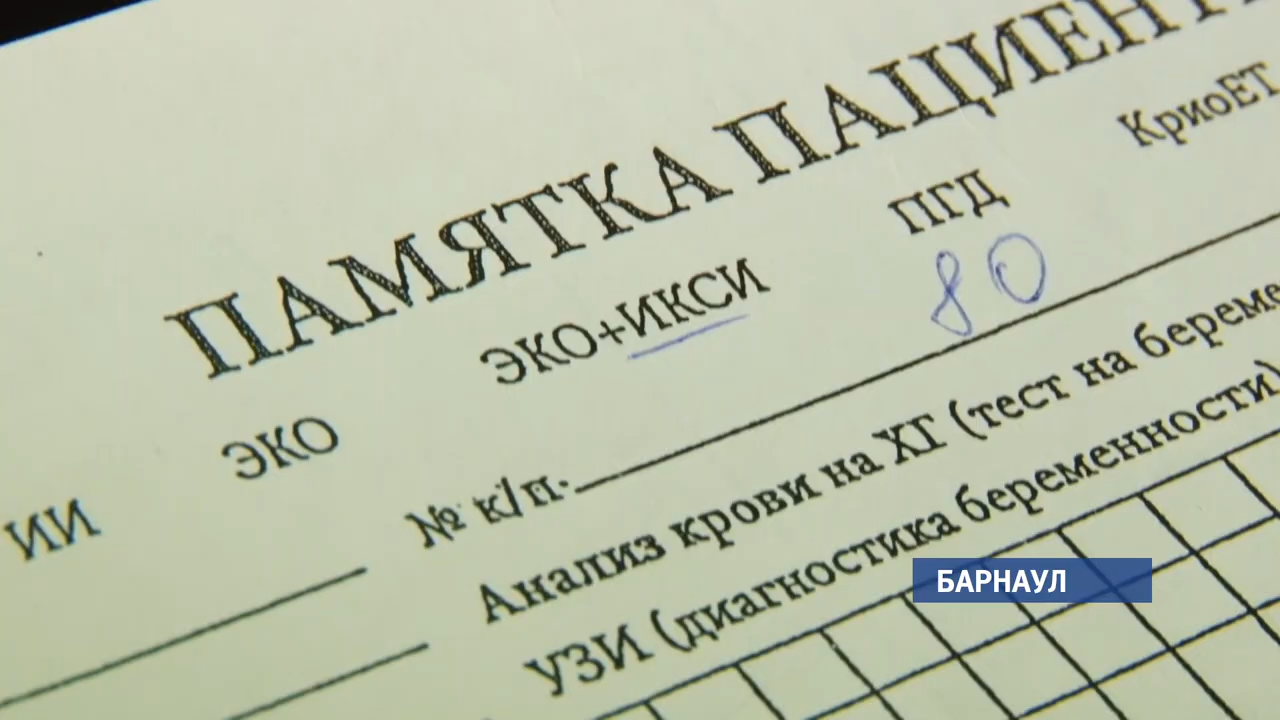 ПАМЯТКА ПАЦИЕНТ
ИИ ЭКО ЭКО+ИКСИ ПГД КриоЕТ
80
№ к/п.
Анализ крови на ХГ (тест на береме
УЗИ (диагностика беременности)
БАРНАУЛ